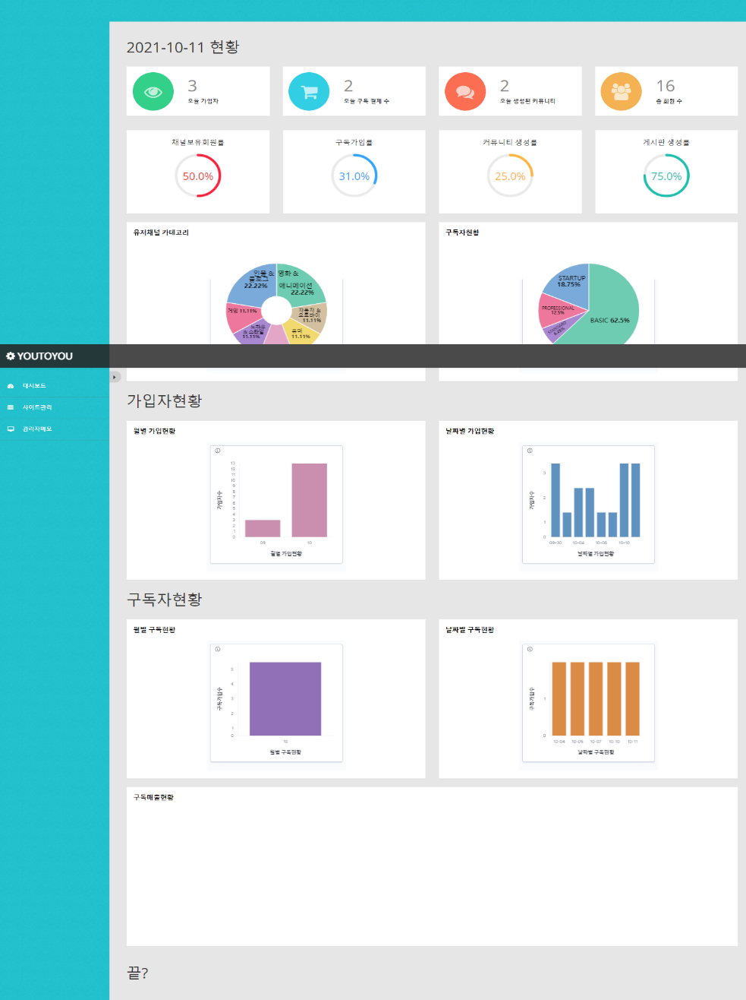 2021-10-11 현황
3
오늘 가입자
2
오늘 구독 결제 수
2
오늘 생성된 커뮤니티
16
총 회원 수
채널보유회원률
50.0%
구독가입률
31.0%
커뮤니티 생성률
25.0%
게시판 생성률
75.0%
유저채널 카테고리
인물 &
블로그
22.22%
영화 &
애니메이션
22.22%
게임 11.11%
자동차 &
오토바이
11.11%
노하우
&스타일
11.11%
유머
11.11%
구독자현황
STARTUP
18.75%
PROFESSIONAL
12.5%
STANDARD
6.25%
BASIC 62.5%
YOUTOYOU
대시보드
사이트관리
관리자메모
가입자현황
월별 가입현황
가입자수
13
12
11
10
9
8
7
6
5
4
3
2
1
0
09
10
월별 가입현황
날짜별 가입현황
가입자수
3
2
1
0
09-30
10-04
10-06
10-10
날짜별 가입현황
구독자현황
월별 구독현황
구독가입수
5
4
3
2
1
0
10
월별 구독현황
날짜별 구독현황
구독가입수
1
0
10-04
10-05
10-07
10-10
10-11
날짜별 구독현황
구독매출현황
끝?